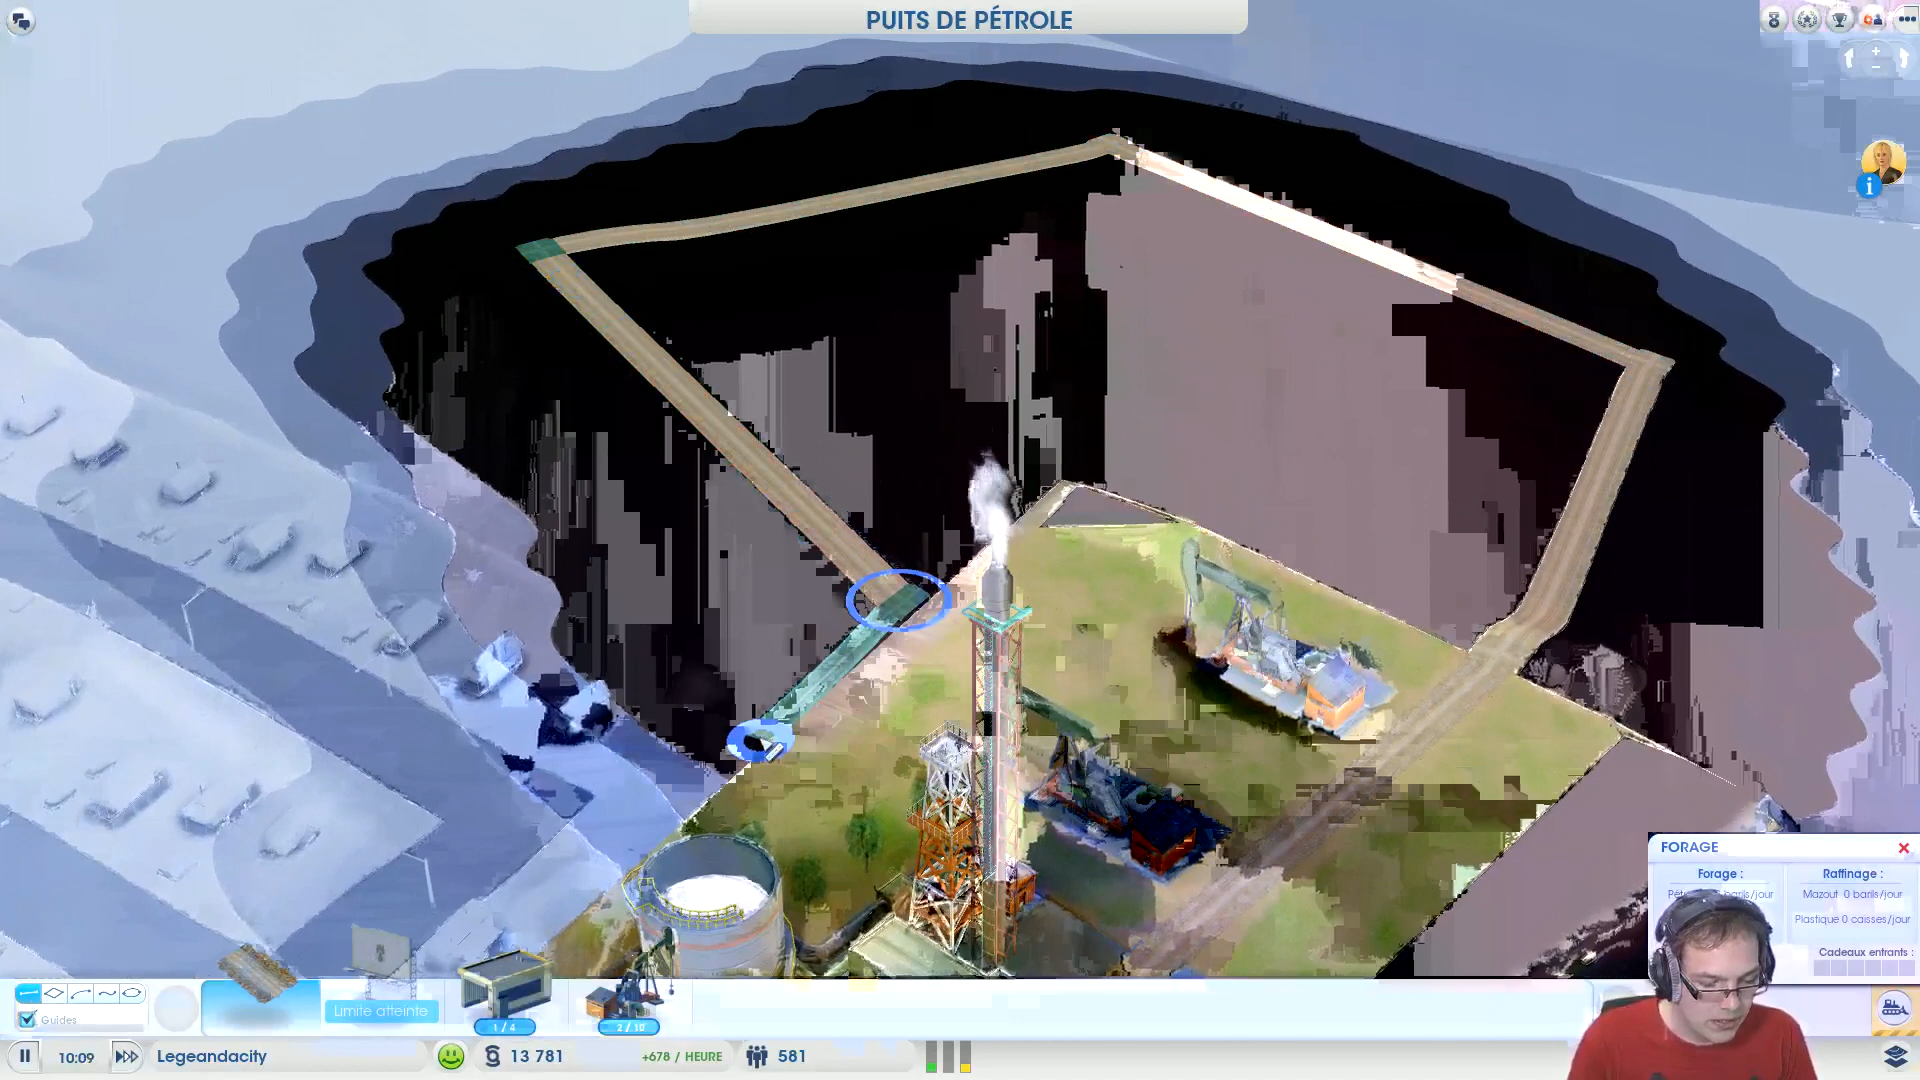 PUITS DE PÉTROLE
FORAGE
Forage :
Raffinage :
barils/jour
Mazout 0 barils/jour
Plastique 0 caisses/jour
Cadeaux entrants :
Limite atteinte
Guides
1 / 4
2 / 10
10:09
Legeandacity
13 781
+678 / HEURE
581